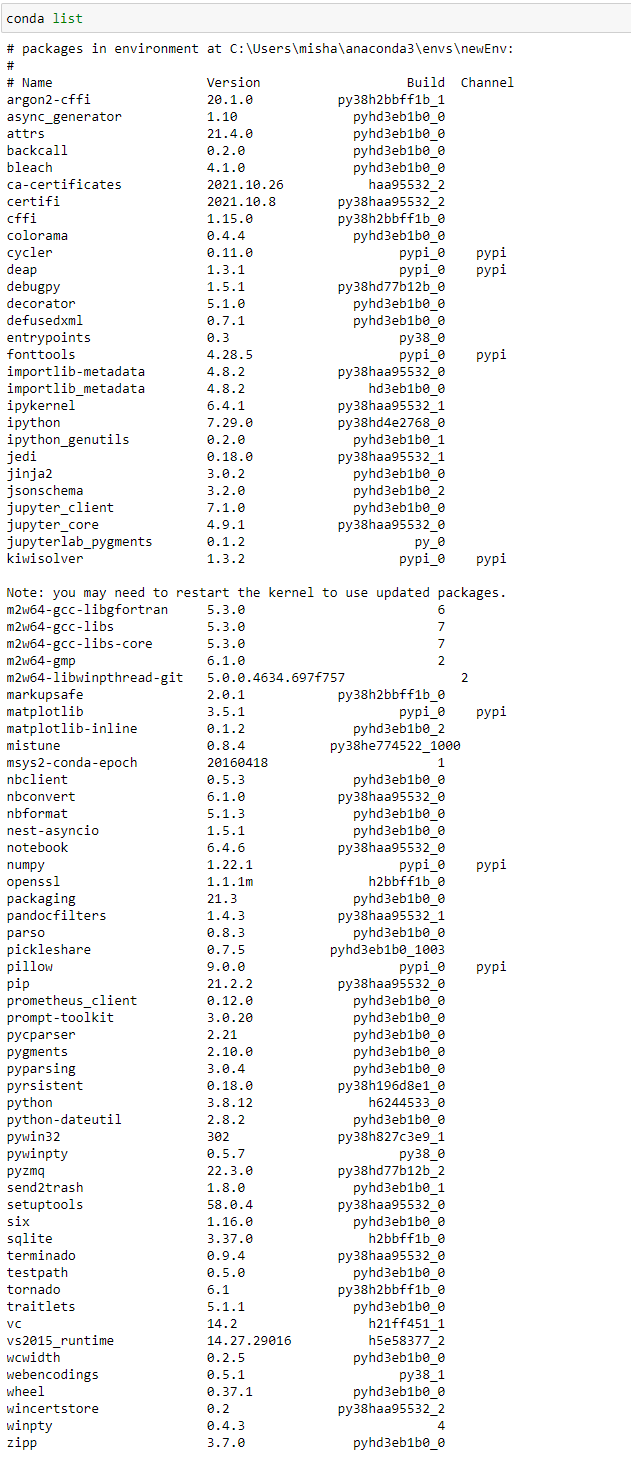 conda list
# packages in environment at C:\Users\misha\anaconda3\envs\newEnv:
#
# Name Version Build Channel
argon2-cffi 20.1.0 py38h2bbff1b_1
async_generator 1.10 pyhd3eb1b0_0
attrs 21.4.0 pyhd3eb1b0_0
backcall 0.2.0 pyhd3eb1b0_0
bleach 4.1.0 pyhd3eb1b0_0
ca-certificates 2021.10.26 haa95532_2
certifi 2021.10.8 py38haa95532_2
cffi 1.15.0 py38h2bbff1b_0
colorama 0.4.4 pyhd3eb1b0_0
cycler 0.11.0 pypi_0 pypi
deap 1.3.1 pypi_0 pypi
debugpy 1.5.1 py38hd77b12b_0
decorator 5.1.0 pyhd3eb1b0_0
defusedxml 0.7.1 pyhd3eb1b0_0
entrypoints 0.3 py38_0
fonttools 4.28.5 pypi_0 pypi
importlib-metadata 4.8.2 py38haa95532_0
importlib_metadata 4.8.2 hd3eb1b0_0
ipykernel 6.4.1 py38haa95532_1
ipython 7.29.0 py38hd4e2768_0
ipython_genutils 0.2.0 pyhd3eb1b0_1
jedi 0.18.0 py38haa95532_1
jinja2 3.0.2 pyhd3eb1b0_0
jsonschema 3.2.0 pyhd3eb1b0_2
jupyter_client 7.1.0 pyhd3eb1b0_0
jupyter_core 4.9.1 py38haa95532_0
jupyterlab_pygments 0.1.2 py_0
kiwisolver 1.3.2 pypi_0 pypi
Note: you may need to restart the kernel to use updated packages.
m2w64-gcc-libgfortran 5.3.0 6
m2w64-gcc-libs 5.3.0 7
m2w64-gcc-libs-core 5.3.0 7
m2w64-gmp 6.1.0 2
m2w64-libwinpthread-git 5.0.0.4634.697f757 2
markupsafe 2.0.1 py38h2bbff1b_0
matplotlib 3.5.1 pypi_0 pypi
matplotlib-inline 0.1.2 pyhd3eb1b0_2
mistune 0.8.4 py38he774522_1000
msys2-conda-epoch 20160418 1
nbclient 0.5.3 pyhd3eb1b0_0
nbconvert 6.1.0 py38haa95532_0
nbformat 5.1.3 pyhd3eb1b0_0
nest-asyncio 1.5.1 pyhd3eb1b0_0
notebook 6.4.6 py38haa95532_0
numpy 1.22.1 pypi_0 pypi
openssl 1.1.1m h2bbff1b_0
packaging 21.3 pyhd3eb1b0_0
pandocfilters 1.4.3 py38haa95532_1
parso 0.8.3 pyhd3eb1b0_0
pickleshare 0.7.5 pyhd3eb1b0_1003
pillow 9.0.0 pypi_0 pypi
pip 21.2.2 py38haa95532_0
prometheus_client 0.12.0 pyhd3eb1b0_0
prompt-toolkit 3.0.20 pyhd3eb1b0_0
pycparser 2.21 pyhd3eb1b0_0
pygments 2.10.0 pyhd3eb1b0_0
pyparsing 3.0.4 pyhd3eb1b0_0
pyrsistent 0.18.0 py38h196d8e1_0
python 3.8.12 h6244533_0
python-dateutil 2.8.2 pyhd3eb1b0_0
pywin32 302 py38h827c3e9_1
pywinpty 0.5.7 py38_0
pyzmq 22.3.0 py38hd77b12b_2
send2trash 1.8.0 pyhd3eb1b0_1
setuptools 58.0.4 py38haa95532_0
six 1.16.0 pyhd3eb1b0_0
sqlite 3.37.0 h2bbff1b_0
terminado 0.9.4 py38haa95532_0
testpath 0.5.0 pyhd3eb1b0_0
tornado 6.1 py38h2bbff1b_0
traitlets 5.1.1 pyhd3eb1b0_0
vc 14.2 h21ff451_1
vs2015_runtime 14.27.29016 h5e58377_2
wcwidth 0.2.5 pyhd3eb1b0_0
webencodings 0.5.1 py38_1
wheel 0.37.1 pyhd3eb1b0_0
wincertstore 0.2 py38haa95532_2
winpty 0.4.3 4
zipp 3.7.0 pyhd3eb1b0_0